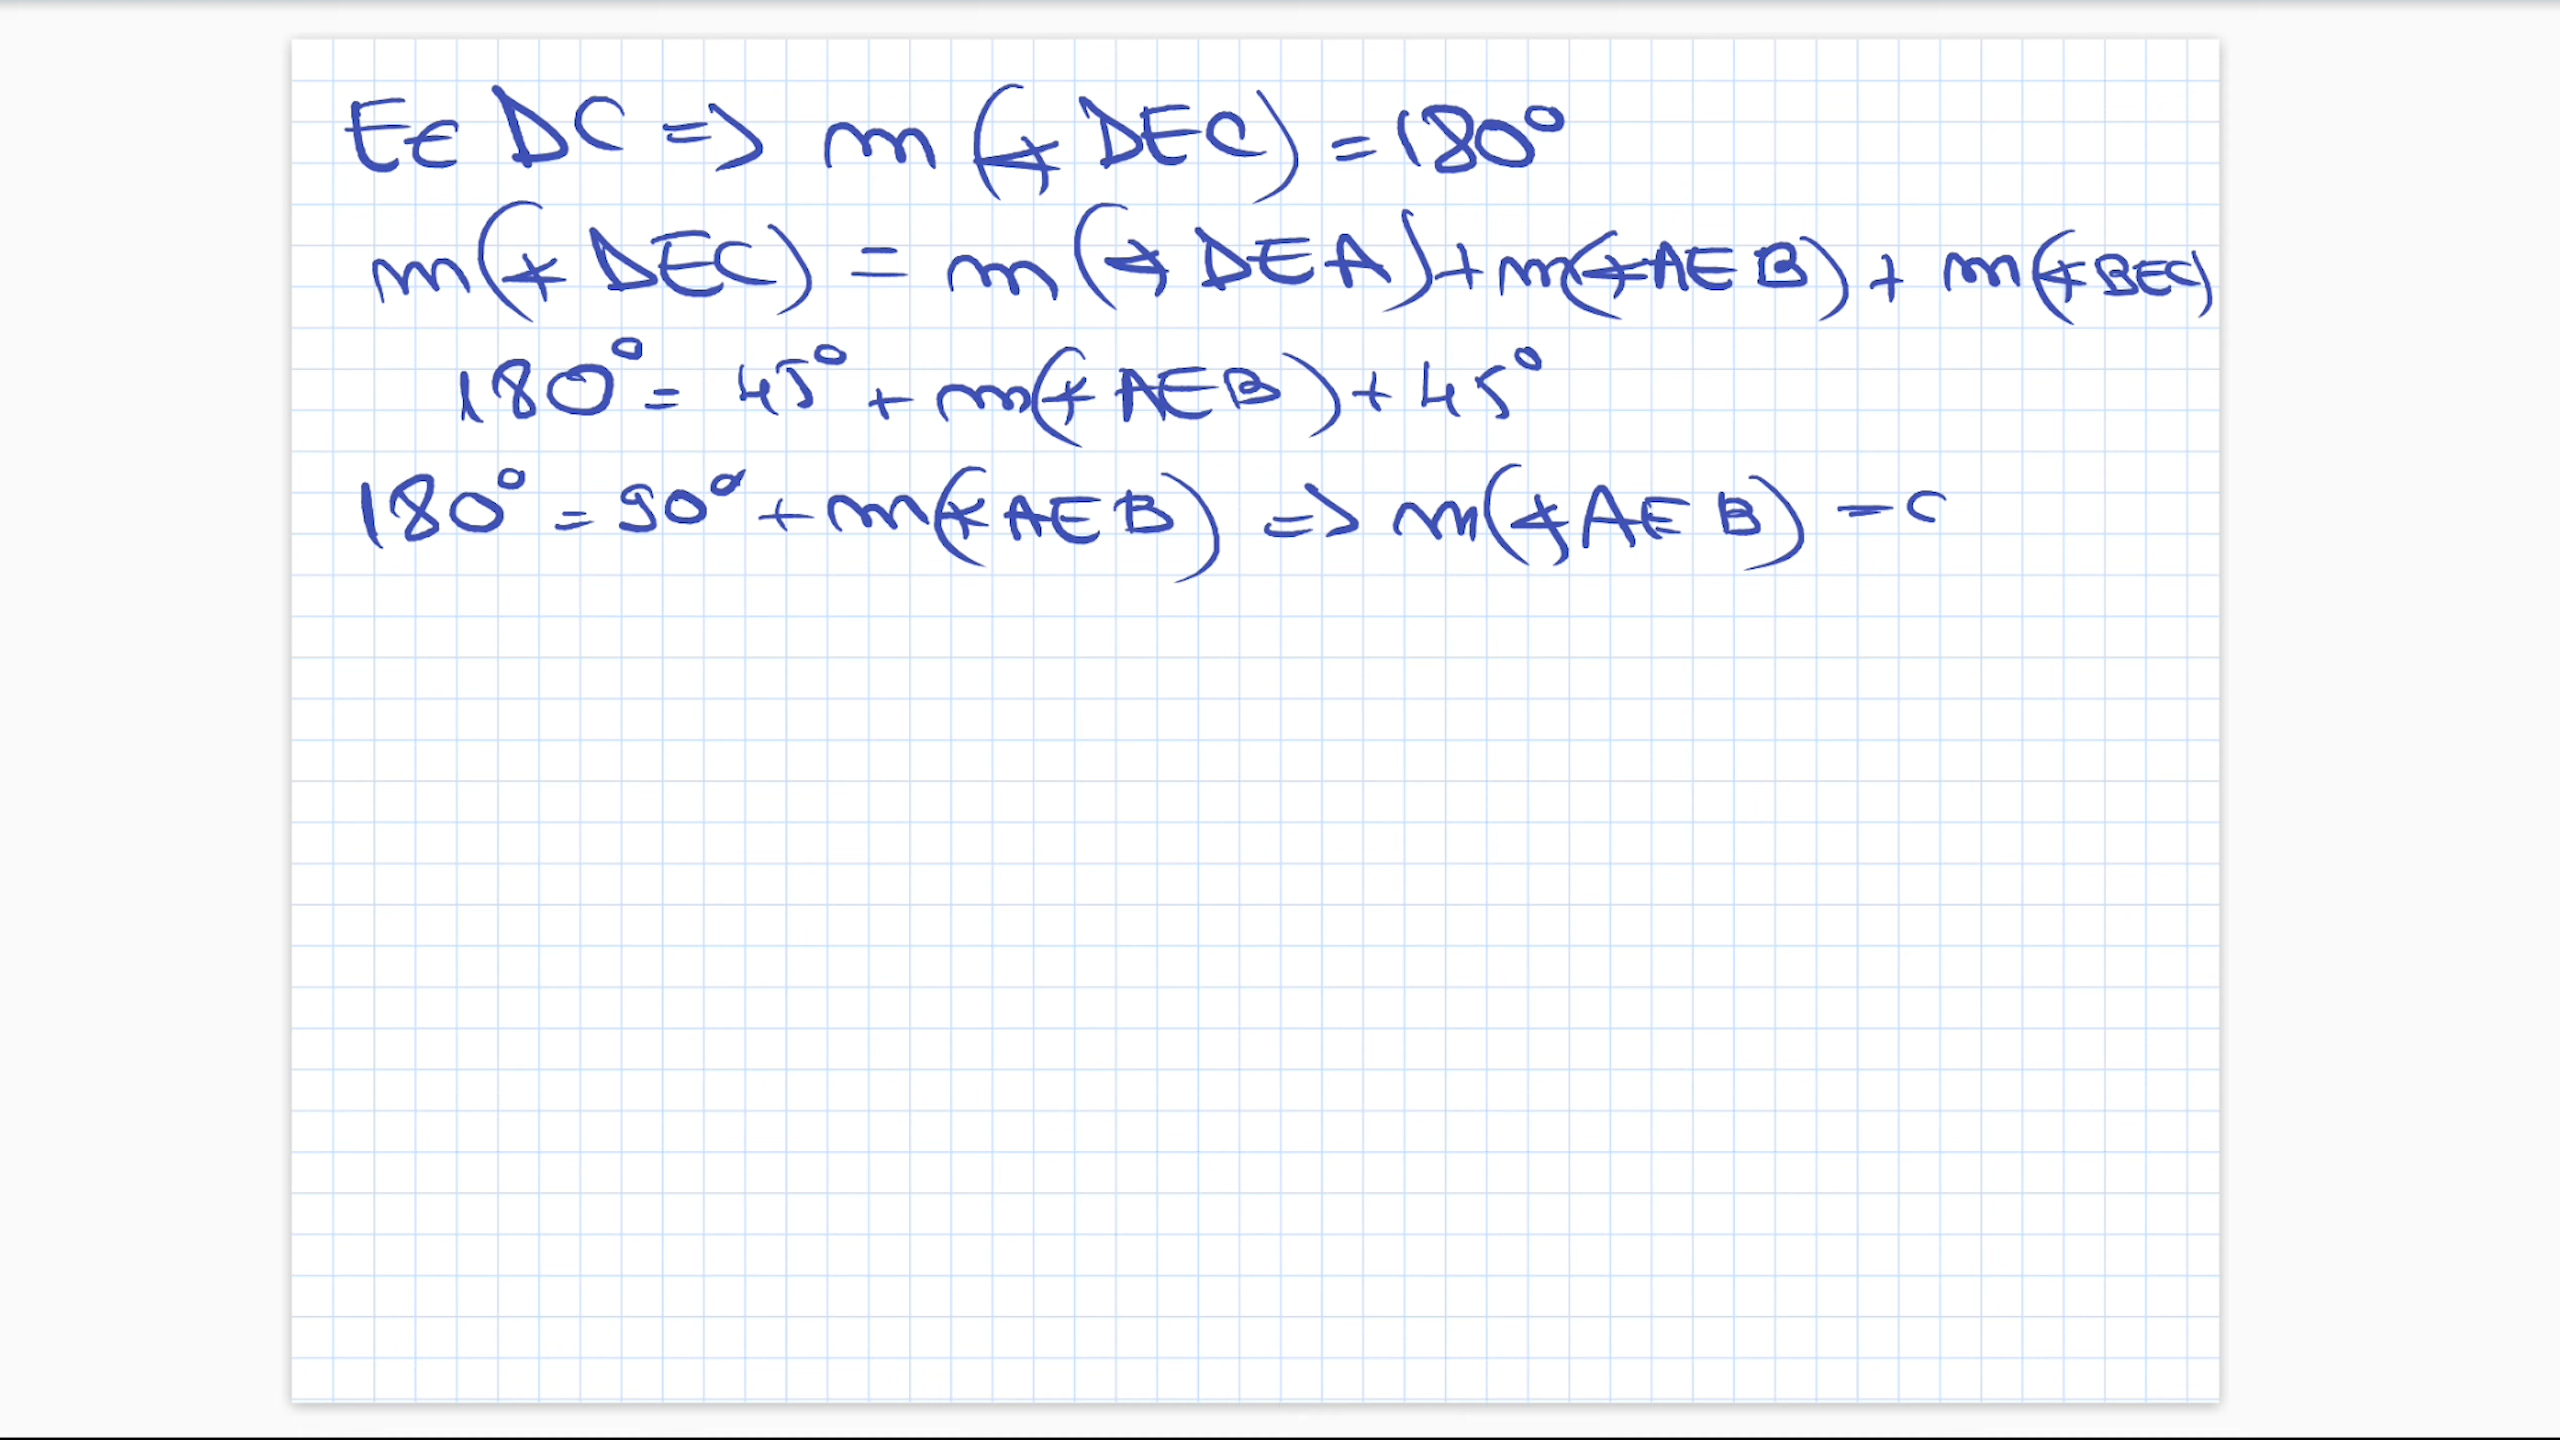 E∈ DC => m(∢ DEC) = 180°
m(∢ DEC) = m(∢ DEA) + m(∢AEB) + m(∢BEC)
180° = 45° + m(∢ AEB) + 45°
180° = 90° + m(∢ AEB) => m(∢AEB) =